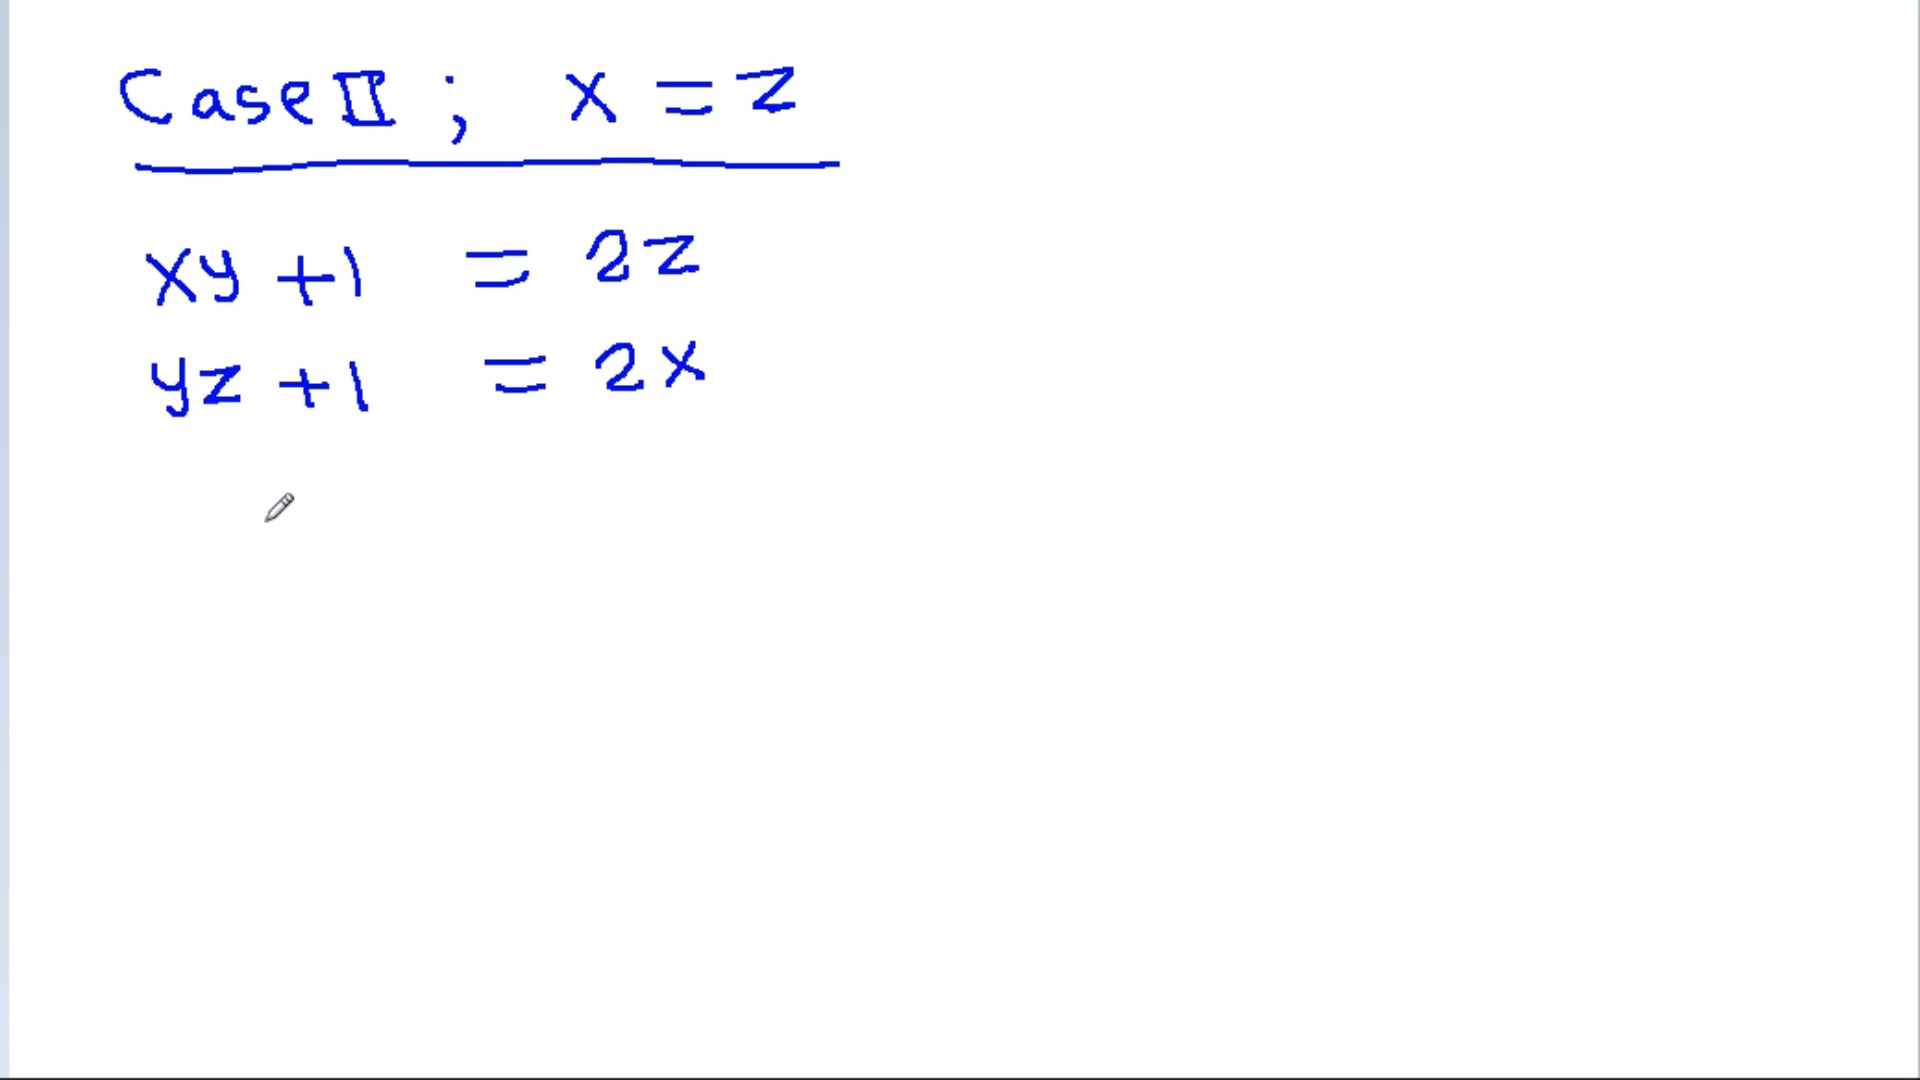 Case II ; x = z
xy + 1 = 2z
yz + 1 = 2x